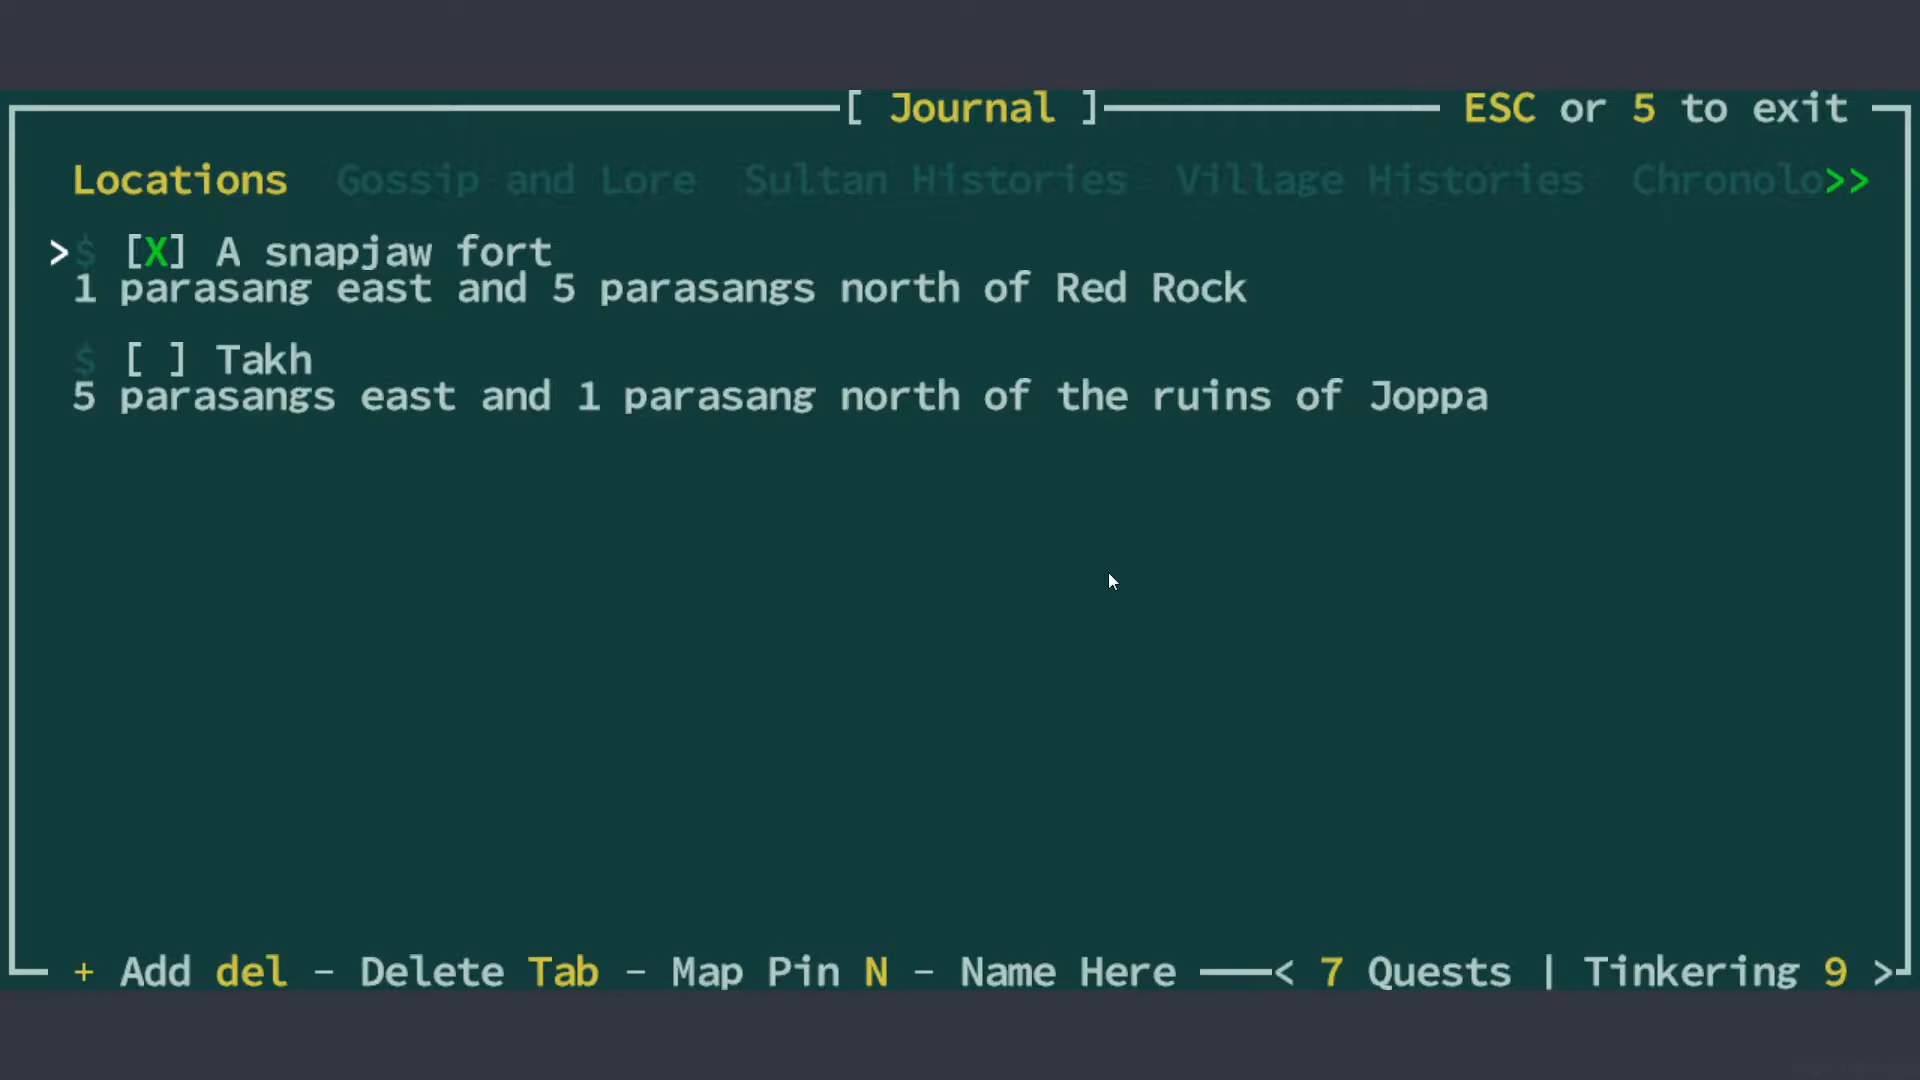 [ Journal ] ESC or 5 to exit
Locations Gossip and Lore Sultan Histories Village Histories Chronolo>>
>$ [X] A snapjaw fort
1 parasang east and 5 parasangs north of Red Rock
$ [ ] Takh
5 parasangs east and 1 parasang north of the ruins of Joppa
+ Add del - Delete Tab - Map Pin N - Name Here < 7 Quests | Tinkering 9 >